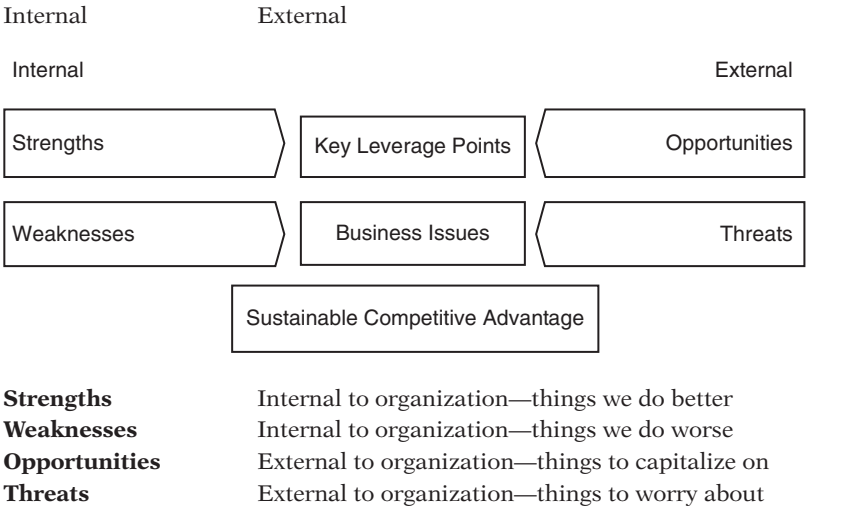 Internal External
Internal External
Strengths Key Leverage Points Opportunities
Weaknesses Business Issues Threats
Sustainable Competitive Advantage
Strengths Internal to organization—things we do better
Weaknesses Internal to organization—things we do worse
Opportunities External to organization—things to capitalize on
Threats External to organization—things to worry about